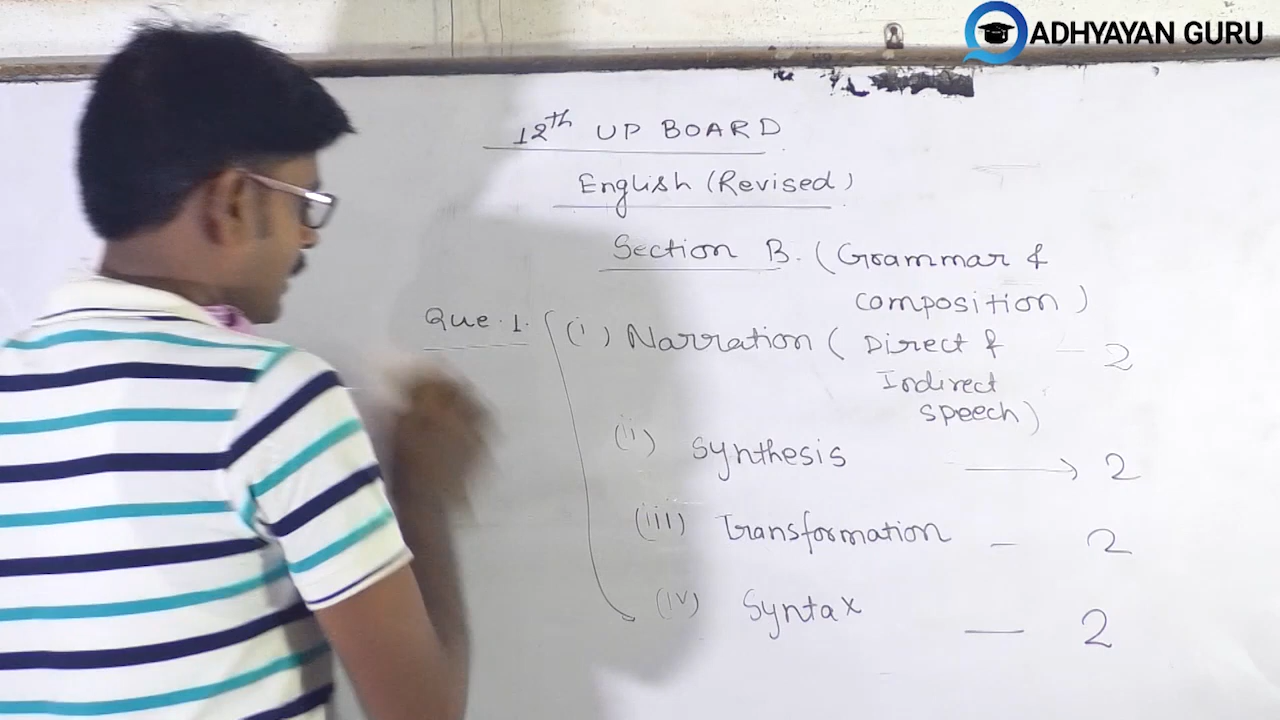 ADHYAYAN GURU
12th UP BOARD
English (Revised)
Section B. (Grammar &
composition)
Que. 1. (i) Narration ( Direct & - 2
Indirect
speech)
(ii) Synthesis → 2
(iii) Transformation - 2
(iv) Syntax — 2